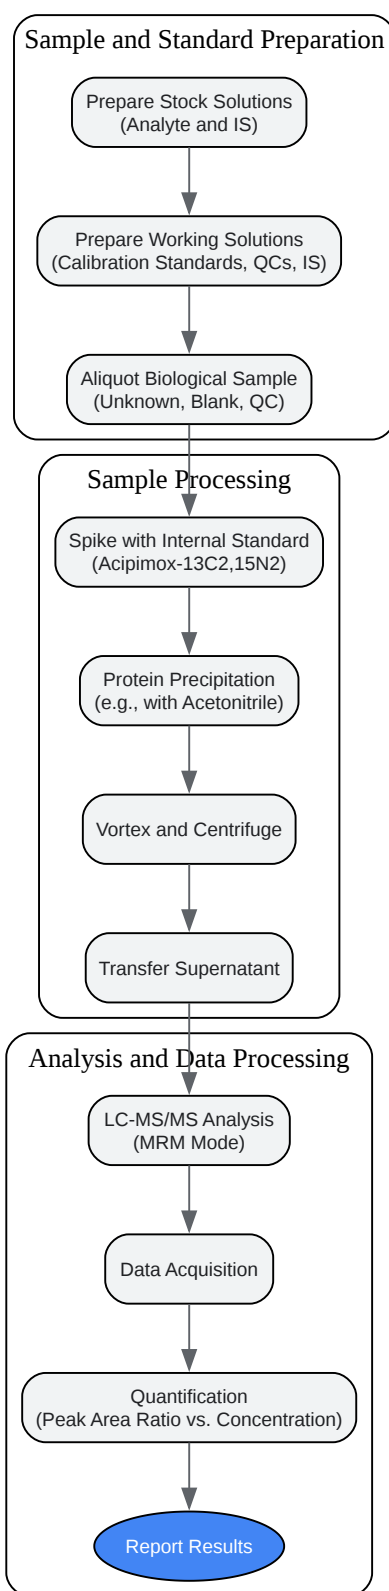 Sample and Standard Preparation
Prepare Stock Solutions
(Analyte and IS)
Prepare Working Solutions
(Calibration Standards, QCs, IS)
Aliquot Biological Sample
(Unknown, Blank, QC)
Sample Processing
Spike with Internal Standard
(Acipimox-13C2,15N2)
Protein Precipitation
(e.g., with Acetonitrile)
Vortex and Centrifuge
Transfer Supernatant
Analysis and Data Processing
LC-MS/MS Analysis
(MRM Mode)
Data Acquisition
Quantification
(Peak Area Ratio vs. Concentration)
Report Results